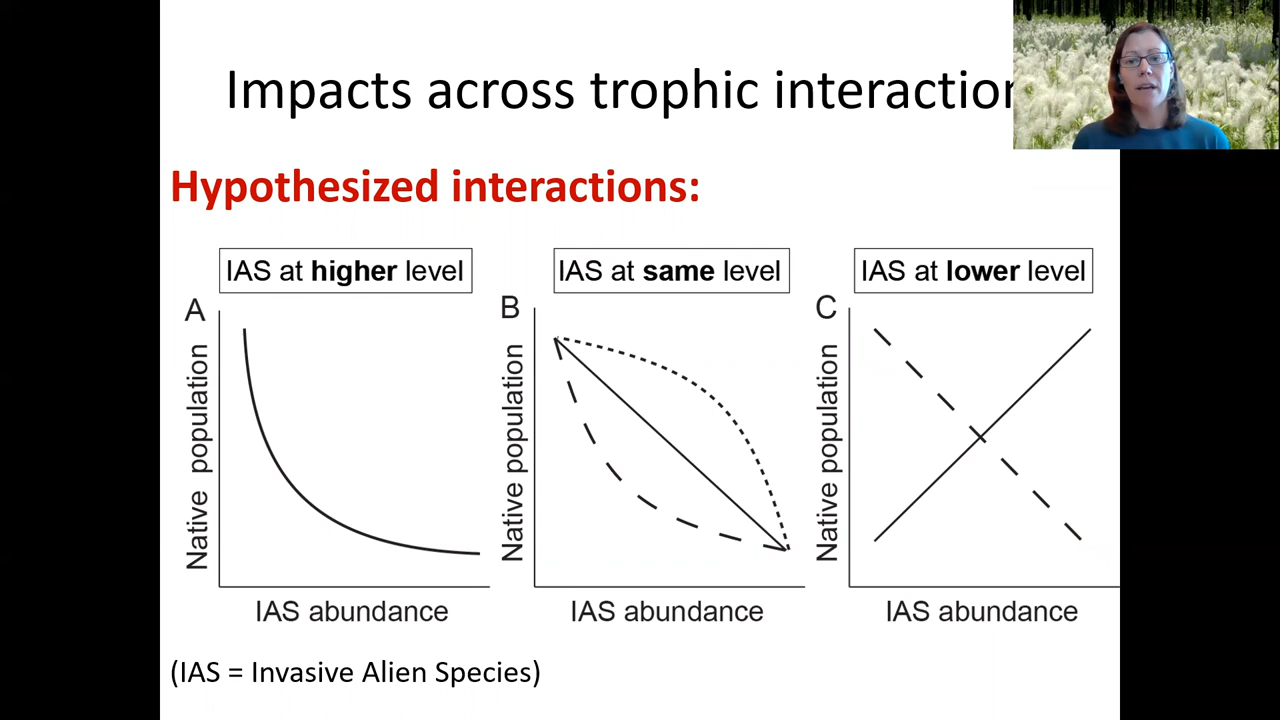 Impacts across trophic interaction
Hypothesized interactions:
IAS at higher level
IAS at same level
IAS at lower level
A
B
C
Native population
Native population
Native population
IAS abundance
IAS abundance
IAS abundance
(IAS = Invasive Alien Species)